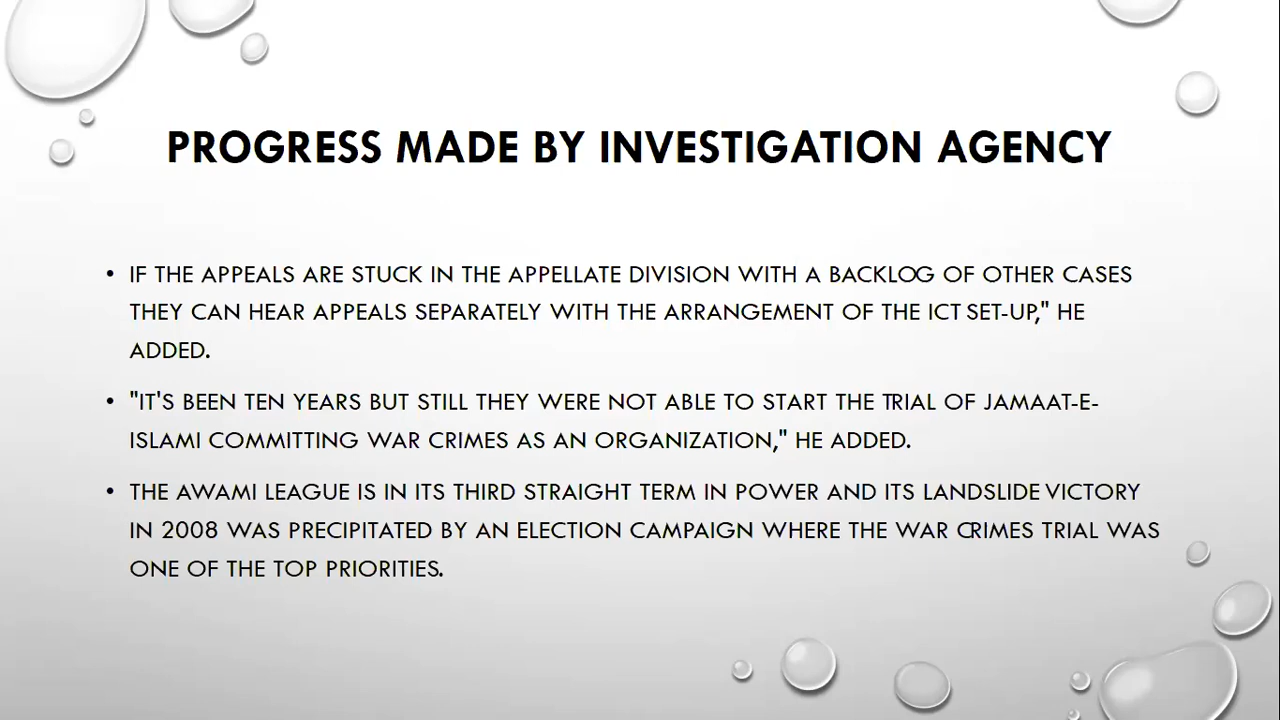 PROGRESS MADE BY INVESTIGATION AGENCY
• IF THE APPEALS ARE STUCK IN THE APPELLATE DIVISION WITH A BACKLOG OF OTHER CASES
THEY CAN HEAR APPEALS SEPARATELY WITH THE ARRANGEMENT OF THE ICT SET-UP," HE
ADDED.
• "IT'S BEEN TEN YEARS BUT STILL THEY WERE NOT ABLE TO START THE TRIAL OF JAMAAT-E-
ISLAMI COMMITTING WAR CRIMES AS AN ORGANIZATION," HE ADDED.
• THE AWAMI LEAGUE IS IN ITS THIRD STRAIGHT TERM IN POWER AND ITS LANDSLIDE VICTORY
IN 2008 WAS PRECIPITATED BY AN ELECTION CAMPAIGN WHERE THE WAR CRIMES TRIAL WAS
ONE OF THE TOP PRIORITIES.